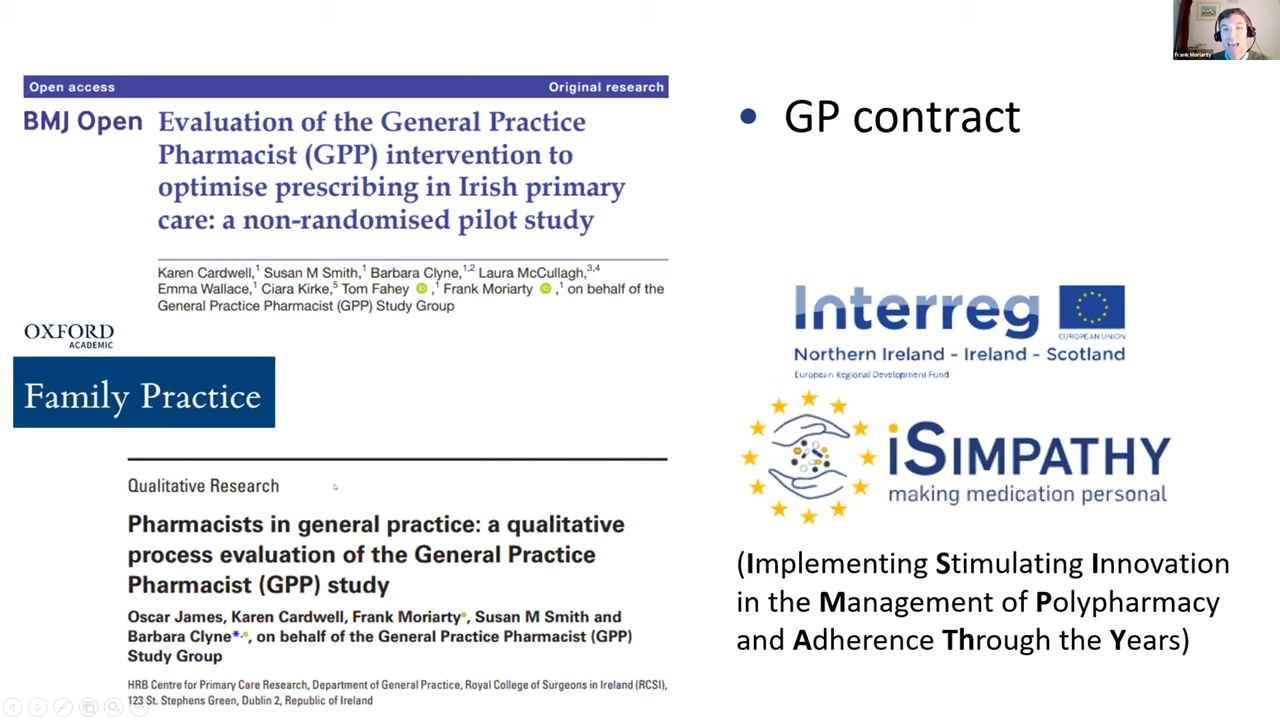 Frank Moriarty
Open access Original research
BMJ Open Evaluation of the General Practice
Pharmacist (GPP) intervention to
optimise prescribing in Irish primary
care: a non-randomised pilot study
Karen Cardwell,1 Susan M Smith,1 Barbara Clyne,1,2 Laura McCullagh,3,4
Emma Wallace,1 Ciara Kirke,5 Tom Fahey ,1 Frank Moriarty ,1 on behalf of the
General Practice Pharmacist (GPP) Study Group
OXFORD
ACADEMIC
Family Practice
Qualitative Research
Pharmacists in general practice: a qualitative
process evaluation of the General Practice
Pharmacist (GPP) study
Oscar James, Karen Cardwell, Frank Moriarty, Susan M Smith and
Barbara Clyne*,, on behalf of the General Practice Pharmacist (GPP)
Study Group
HRB Centre for Primary Care Research, Department of General Practice, Royal College of Surgeons in Ireland (RCSI),
123 St. Stephens Green, Dublin 2, Republic of Ireland
• GP contract
Interreg
EUROPEAN UNION
Northern Ireland - Ireland - Scotland
European Regional Development Fund
iSIMPATHY
making medication personal
(Implementing Stimulating Innovation
in the Management of Polypharmacy
and Adherence Through the Years)